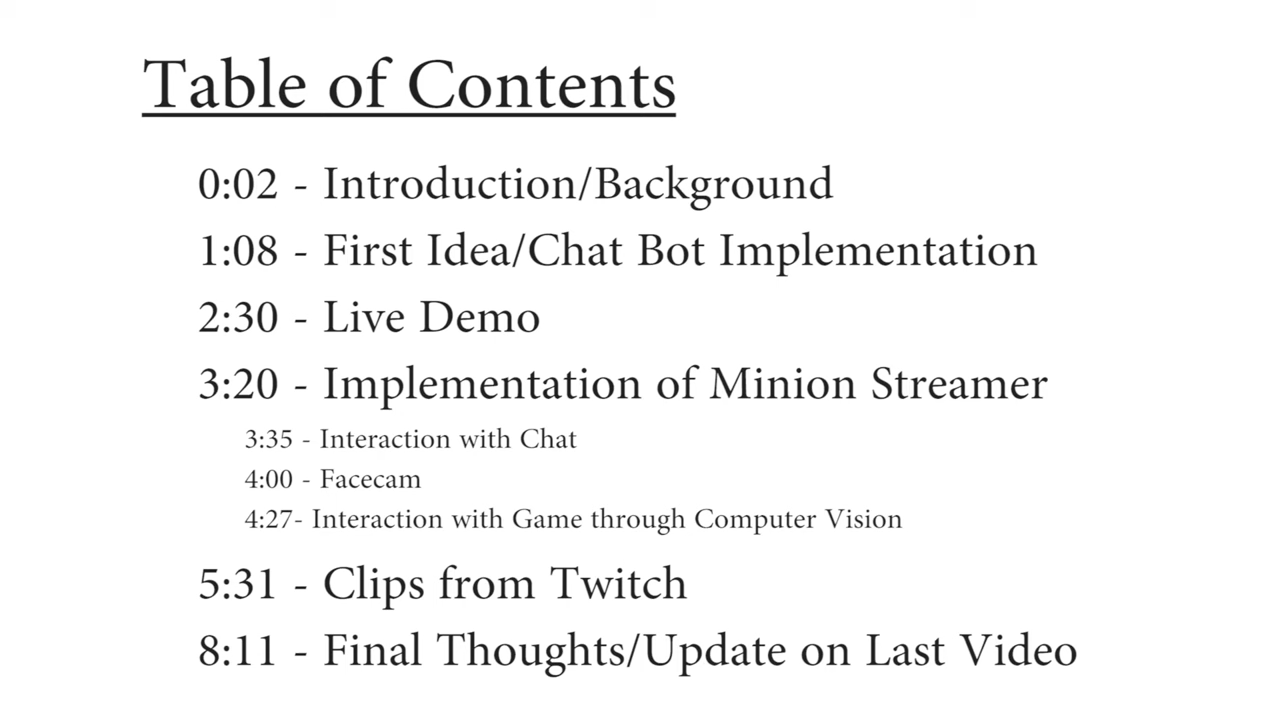 Table of Contents
0:02 - Introduction/Background
1:08 - First Idea/Chat Bot Implementation
2:30 - Live Demo
3:20 - Implementation of Minion Streamer
3:35 - Interaction with Chat
4:00 - Facecam
4:27- Interaction with Game through Computer Vision
5:31 - Clips from Twitch
8:11 - Final Thoughts/Update on Last Video